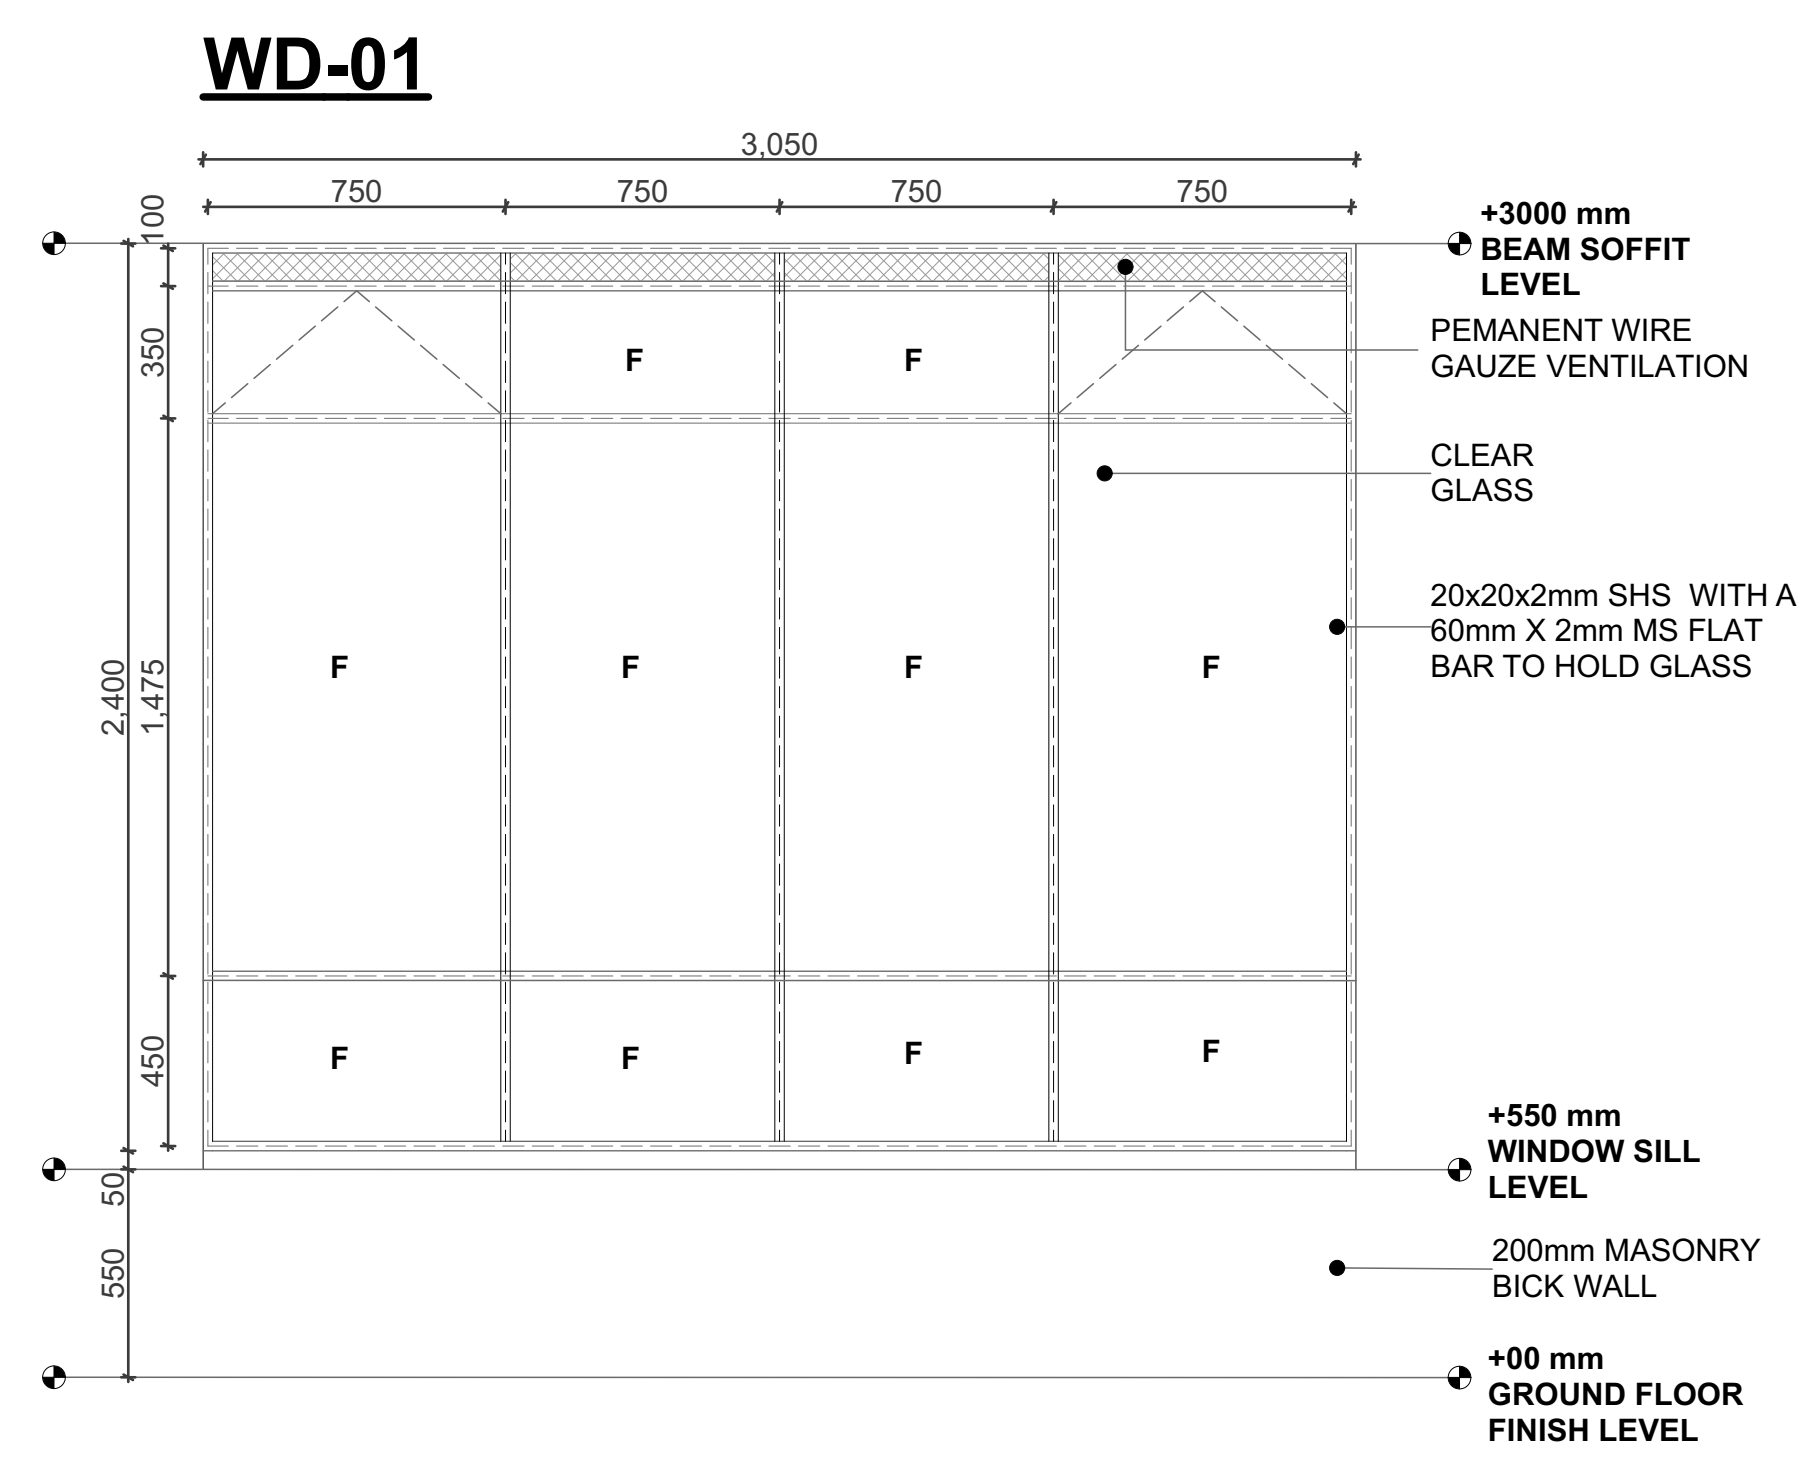 WD-01
3,050
750
750
750
750
100
350
1,475
2,400
450
50
550
+3000 mm
BEAM SOFFIT
LEVEL
PEMANENT WIRE
GAUZE VENTILATION
F
F
CLEAR
GLASS
20x20x2mm SHS WITH A
60mm X 2mm MS FLAT
BAR TO HOLD GLASS
F
F
F
F
F
F
F
F
+550 mm
WINDOW SILL
LEVEL
200mm MASONRY
BICK WALL
+00 mm
GROUND FLOOR
FINISH LEVEL